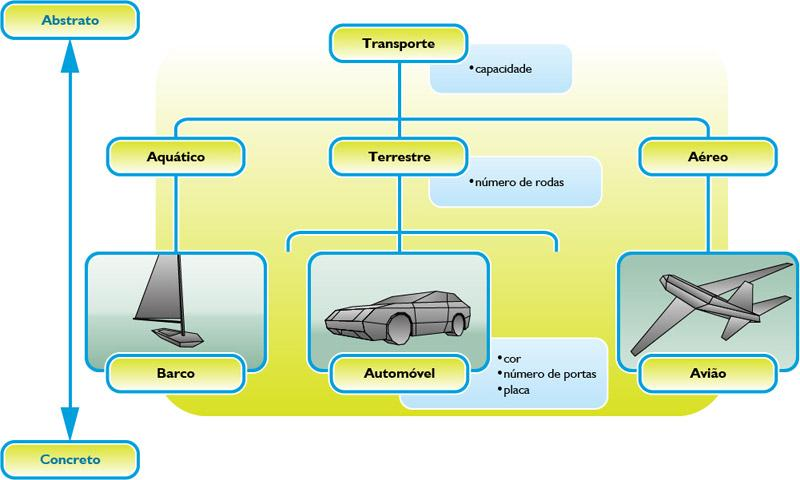 Abstrato
Transporte
•capacidade
Aquático
Terrestre
Aéreo
•número de rodas
Barco
Automóvel
•cor
•número de portas
•placa
Avião
Concreto